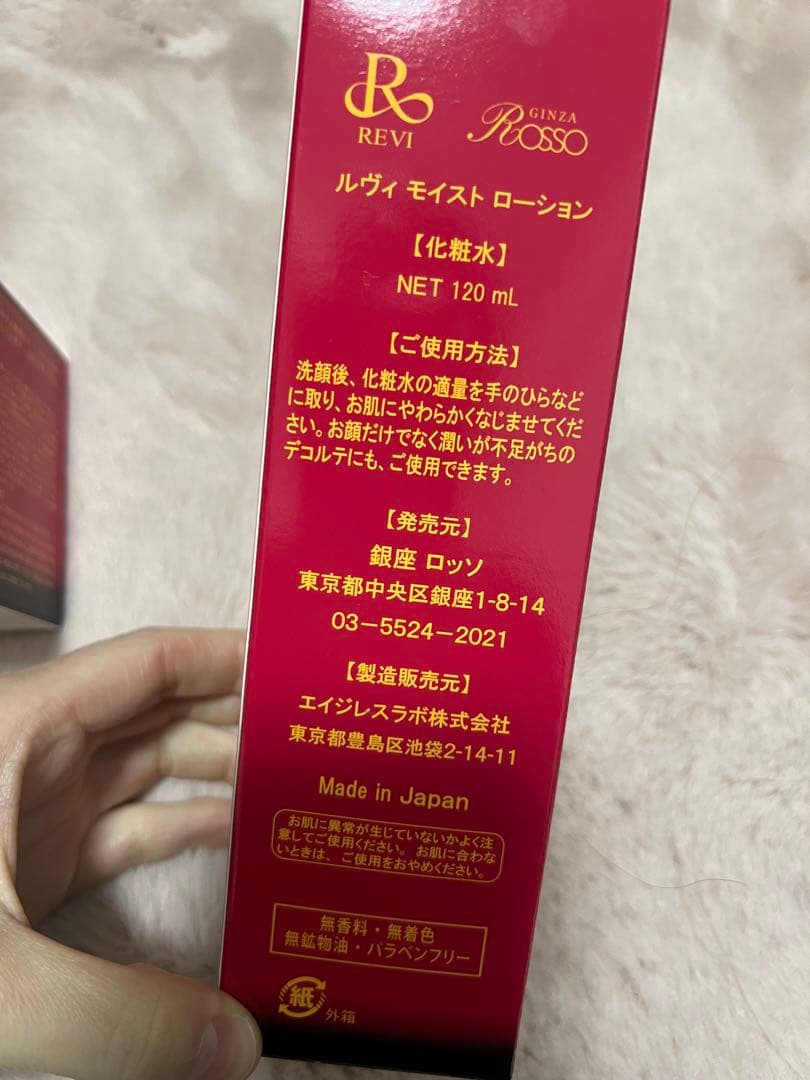 R
REVI
GINZA
ROSSO
ルヴィ モイスト ローション
【化粧水】
NET 120 mL
【ご使用方法】
洗顔後、化粧水の適量を手のひらなど
に取り、お肌にやわらかくなじませてくだ
さい。お顔だけでなく潤いが不足がちの
デコルテにも、ご使用できます。
【発売元】
銀座 ロッソ
東京都中央区銀座1-8-14
03-5524-2021
【製造販売元】
エイジレスラボ株式会社
東京都豊島区池袋2-14-11
Made in Japan
お肌に異常が生じていないかよく注
意してご使用ください。お肌に合わな
いときは、ご使用をおやめください。
無香料・無着色
無鉱物油・パラベンフリー
紙
外箱